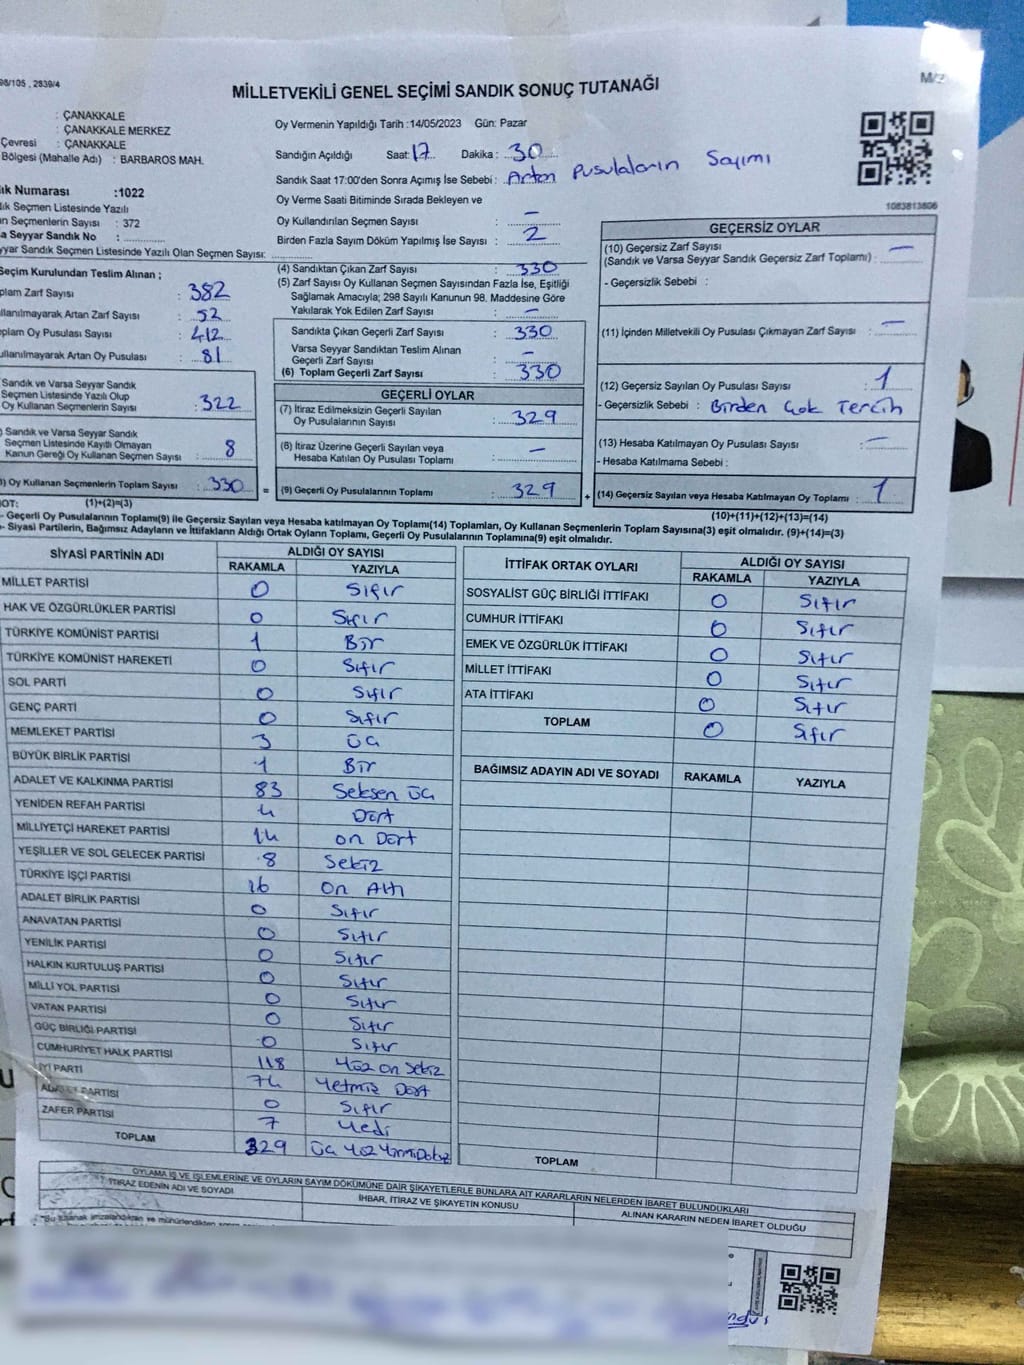 98/105 , 2839/4
M/2
MİLLETVEKİLİ GENEL SEÇİMİ SANDIK SONUÇ TUTANAĞI
: ÇANAKKALE
: ÇANAKKALE MERKEZ
Çevresi : ÇANAKKALE
Bölgesi (Mahalle Adı) : BARBAROS MAH.
Oy Vermenin Yapıldığı Tarih :14/05/2023 Gün: Pazar
Sandığın Açıldığı Saat: 17 Dakika : 30
Sandık Saat 17:00'den Sonra Açımış İse Sebebi : Artan pusulaların Sayımı
1083813806
ık Numarası :1022
ık Seçmen Listesinde Yazılı
n Seçmenlerin Sayısı : 372
a Seyyar Sandık No :
yyar Sandık Seçmen Listesinde Yazılı Olan Seçmen Sayısı:
Seçim Kurulundan Teslim Alınan ;
plam Zarf Sayısı : 382
llanılmayarak Artan Zarf Sayısı : 52
plam Oy Pusulası Sayısı : 412
ullanılmayarak Artan Oy Pusulası : 81
Sandık ve Varsa Seyyar Sandık
Seçmen Listesinde Yazılı Olup
Oy Kullanan Seçmenlerin Sayısı : 322
) Sandık ve Varsa Seyyar Sandık
Seçmen Listesinde Kayıtlı Olmayan
Kanun Gereği Oy Kullanan Seçmen Sayısı : 8
) Oy Kullanan Seçmenlerin Toplam Sayısı : 330
Oy Verme Saati Bitiminde Sırada Bekleyen ve
Oy Kullandırılan Seçmen Sayısı : –
Birden Fazla Sayım Döküm Yapılmış İse Sayısı : 2
(4) Sandıktan Çıkan Zarf Sayısı : 330
(5) Zarf Sayısı Oy Kullanan Seçmen Sayısından Fazla İse, Eşitliği
Sağlamak Amacıyla; 298 Sayılı Kanunun 98. Maddesine Göre
Yakılarak Yok Edilen Zarf Sayısı : –
Sandıkta Çıkan Geçerli Zarf Sayısı : 330
Varsa Seyyar Sandıktan Teslim Alınan
Geçerli Zarf Sayısı : –
(6) Toplam Geçerli Zarf Sayısı : 330
GEÇERLİ OYLAR
(7) İtiraz Edilmeksizin Geçerli Sayılan
Oy Pusulalarının Sayısı : 329
(8) İtiraz Üzerine Geçerli Sayılan veya
Hesaba Katılan Oy Pusulası Toplamı : –
= (9) Geçerli Oy Pusulalarının Toplamı : 329
GEÇERSİZ OYLAR
(10) Geçersiz Zarf Sayısı
(Sandık ve Varsa Seyyar Sandık Geçersiz Zarf Toplamı) : –
- Geçersizlik Sebebi :
(11) İçinden Milletvekili Oy Pusulası Çıkmayan Zarf Sayısı : –
(12) Geçersiz Sayılan Oy Pusulası Sayısı : 1
- Geçersizlik Sebebi : Birden Çok Tercih
(13) Hesaba Katılmayan Oy Pusulası Sayısı : –
- Hesaba Katılmama Sebebi :
+ (14) Geçersiz Sayılan veya Hesaba Katılmayan Oy Toplamı : 1
NOT: (1)+(2)=(3)
(10)+(11)+(12)+(13)=(14)
- Geçerli Oy Pusulalarının Toplamı(9) ile Geçersiz Sayılan veya Hesaba katılmayan Oy Toplamı(14) Toplamları, Oy Kullanan Seçmenlerin Toplam Sayısına(3) eşit olmalıdır. (9)+(14)=(3)
- Siyasi Partilerin, Bağımsız Adayların ve İttifakların Aldığı Ortak Oyların Toplamı, Geçerli Oy Pusulalarının Toplamına(9) eşit olmalıdır.
SİYASİ PARTİNİN ADI ALDIĞI OY SAYISI
RAKAMLA YAZIYLA
MİLLET PARTİSİ 0 Sıfır
HAK VE ÖZGÜRLÜKLER PARTİSİ 0 Sıfır
TÜRKİYE KOMÜNİST PARTİSİ 1 Bir
TÜRKİYE KOMÜNİST HAREKETİ 0 Sıfır
SOL PARTİ 0 Sıfır
GENÇ PARTİ 0 Sıfır
MEMLEKET PARTİSİ 3 Üç
BÜYÜK BİRLİK PARTİSİ 1 Bir
ADALET VE KALKINMA PARTİSİ 83 Seksen Üç
YENİDEN REFAH PARTİSİ 4 Dört
MİLLİYETÇİ HAREKET PARTİSİ 14 on Dört
YEŞİLLER VE SOL GELECEK PARTİSİ 8 Sekiz
TÜRKİYE İŞÇİ PARTİSİ 16 On Altı
ADALET BİRLİK PARTİSİ 0 Sıfır
ANAVATAN PARTİSİ 0 Sıfır
YENİLİK PARTİSİ 0 Sıfır
HALKIN KURTULUŞ PARTİSİ 0 Sıfır
MİLLİ YOL PARTİSİ 0 Sıfır
VATAN PARTİSİ 0 Sıfır
GÜÇ BİRLİĞİ PARTİSİ 0 Sıfır
CUMHURİYET HALK PARTİSİ 118 Yüz on Sekiz
İYİ PARTİ 74 Yetmiş Dört
ADALET PARTİSİ 0 Sıfır
ZAFER PARTİSİ 7 Yedi
TOPLAM 329 Üç Yüz Yirmi Dokuz
İTTİFAK ORTAK OYLARI ALDIĞI OY SAYISI
RAKAMLA YAZIYLA
SOSYALİST GÜÇ BİRLİĞİ İTTİFAKI 0 Sıfır
CUMHUR İTTİFAKI 0 Sıfır
EMEK VE ÖZGÜRLÜK İTTİFAKI 0 Sıfır
MİLLET İTTİFAKI 0 Sıfır
ATA İTTİFAKI 0 Sıfır
TOPLAM 0 Sıfır
BAĞIMSIZ ADAYIN ADI VE SOYADI RAKAMLA YAZIYLA
TOPLAM
OYLAMA İŞ VE İŞLEMLERİNE VE OYLARIN SAYIM DÖKÜMÜNE DAİR ŞİKAYETLERLE BUNLARA AİT KARARLARIN NELERDEN İBARET BULUNDUKLARI
İTİRAZ EDENİN ADI VE SOYADI İHBAR, İTİRAZ VE ŞİKAYETİN KONUSU ALINAN KARARIN NEDEN İBARET OLDUĞU